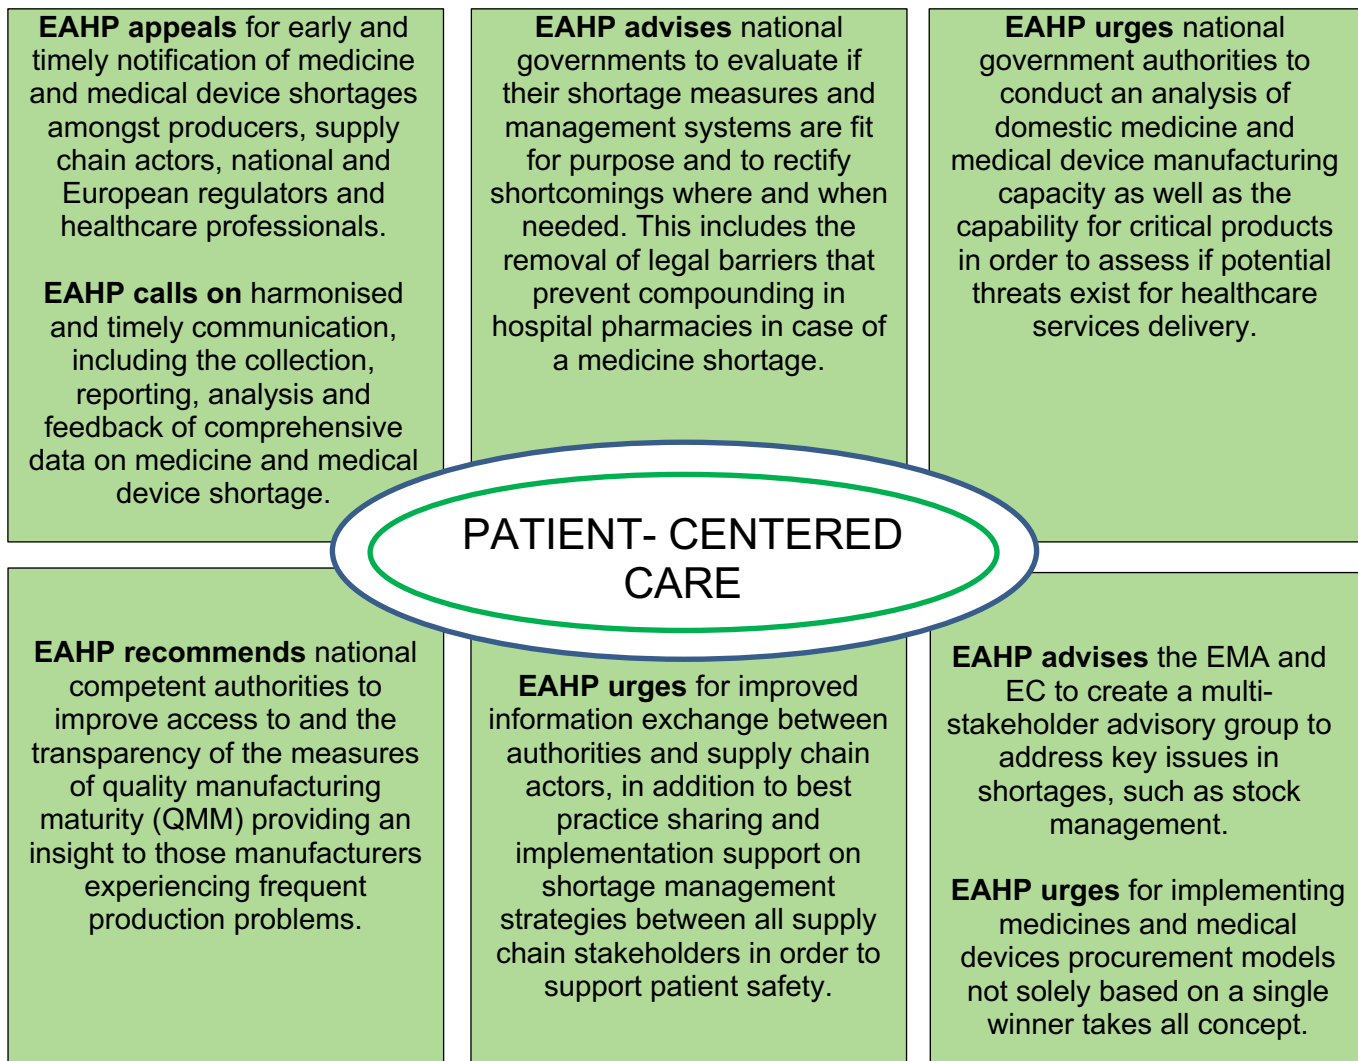 EAHP appeals for early and
timely notification of medicine
and medical device shortages
amongst producers, supply
chain actors, national and
European regulators and
healthcare professionals.
EAHP calls on harmonised
and timely communication,
including the collection,
reporting, analysis and
feedback of comprehensive
data on medicine and medical
device shortage.
EAHP advises national
governments to evaluate if
their shortage measures and
management systems are fit
for purpose and to rectify
shortcomings where and when
needed. This includes the
removal of legal barriers that
prevent compounding in
hospital pharmacies in case of
a medicine shortage.
EAHP urges national
government authorities to
conduct an analysis of
domestic medicine and
medical device manufacturing
capacity as well as the
capability for critical products
in order to assess if potential
threats exist for healthcare
services delivery.
PATIENT- CENTERED
CARE
EAHP recommends national
competent authorities to
improve access to and the
transparency of the measures
of quality manufacturing
maturity (QMM) providing an
insight to those manufacturers
experiencing frequent
production problems.
EAHP urges for improved
information exchange between
authorities and supply chain
actors, in addition to best
practice sharing and
implementation support on
shortage management
strategies between all supply
chain stakeholders in order to
support patient safety.
EAHP advises the EMA and
EC to create a multi-
stakeholder advisory group to
address key issues in
shortages, such as stock
management.
EAHP urges for implementing
medicines and medical
devices procurement models
not solely based on a single
winner takes all concept.